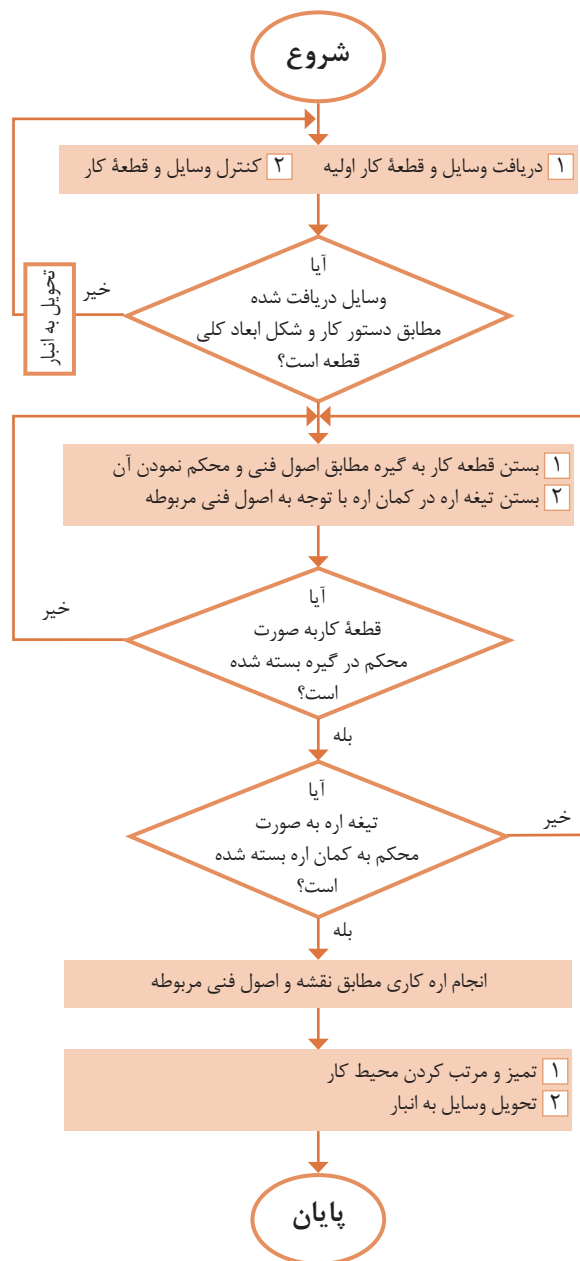 شروع
۱ دریافت وسایل و قطعهٔ کار اولیه ۲ کنترل وسایل و قطعهٔ کار
آیا
وسایل دریافت شده
مطابق دستور کار و شکل ابعاد کلی
قطعه است؟
خیر
تحویل به انبار
۱ بستن قطعه کار به گیره مطابق اصول فنی و محکم نمودن آن
۲ بستن تیغه اره در کمان اره با توجه به اصول فنی مربوطه
آیا
قطعهٔ کاربه صورت
محکم در گیره بسته شده
است؟
خیر
بله
آیا
تیغه اره به صورت
محکم به کمان اره بسته شده
است؟
خیر
بله
انجام اره کاری مطابق نقشه و اصول فنی مربوطه
۱ تمیز و مرتب کردن محیط کار
۲ تحویل وسایل به انبار
پایان